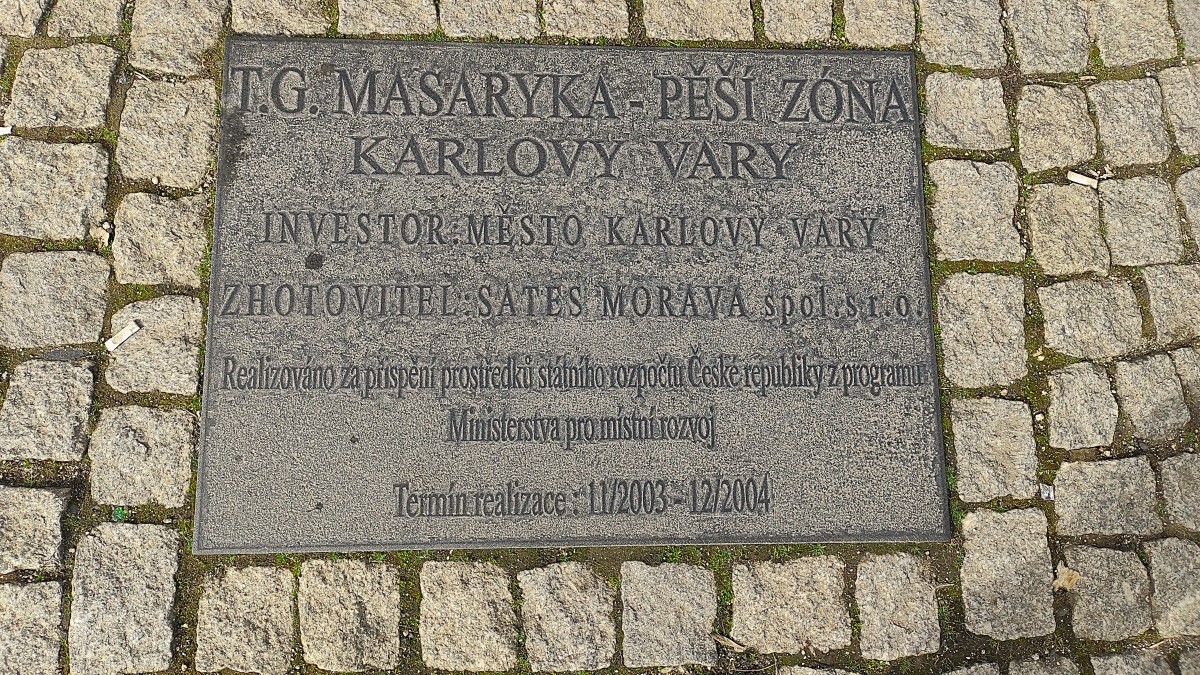 T.G. MASARYKA - PĚŠÍ ZÓNA
KARLOVY VARY
INVESTOR: MĚSTO KARLOVY VARY
ZHOTOVITEL: SATES MORAVA spol. s r.o.
Realizováno za přispění prostředků státního rozpočtu České republiky z programu
Ministerstva pro místní rozvoj
Termín realizace : 11/2003 - 12/2004